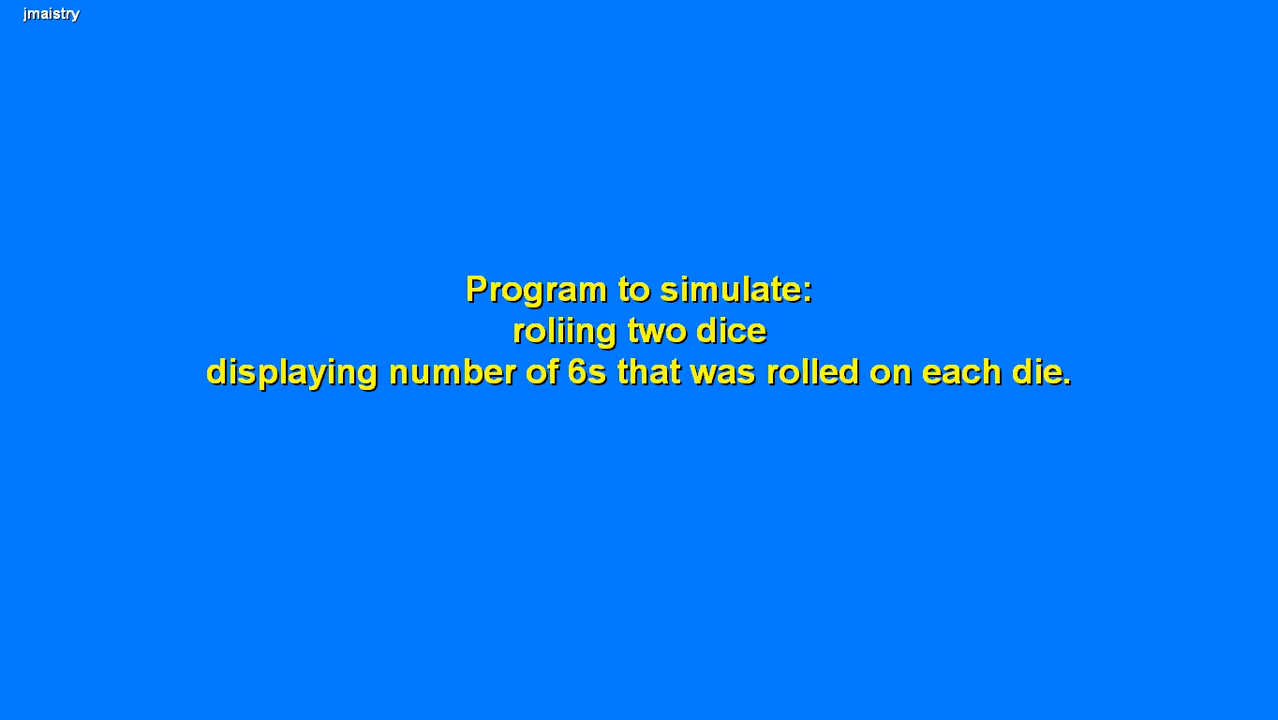 jmaistry
Program to simulate:
roliing two dice
displaying number of 6s that was rolled on each die.